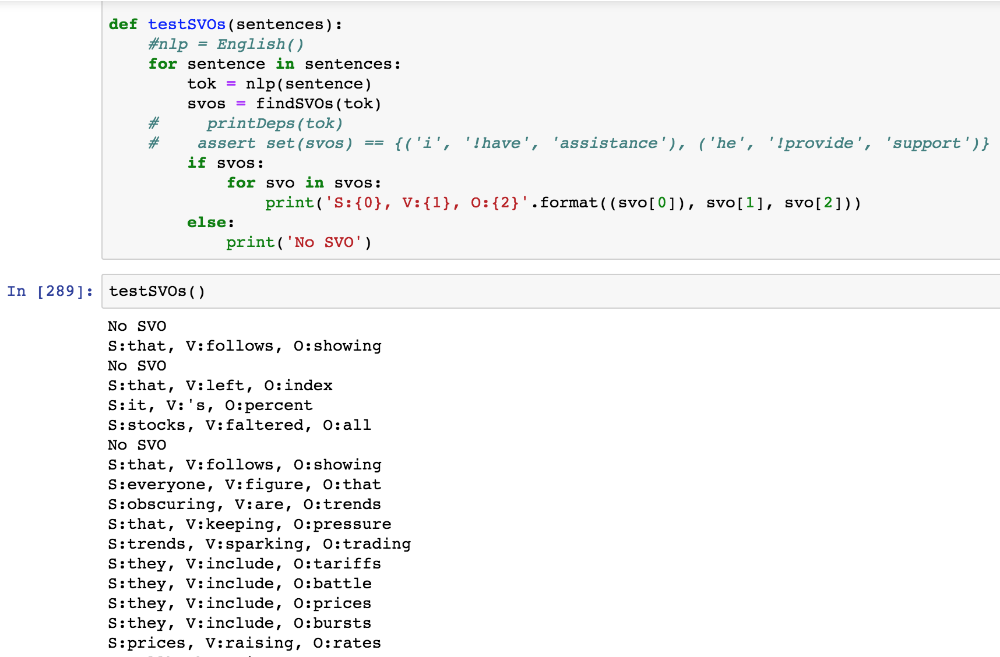 def testSVOs(sentences):
    #nlp = English()
    for sentence in sentences:
        tok = nlp(sentence)
        svos = findSVOs(tok)
    #     printDeps(tok)
    #    assert set(svos) == {('i', '!have', 'assistance'), ('he', '!provide', 'support')}
        if svos:
            for svo in svos:
                print('S:{0}, V:{1}, O:{2}'.format((svo[0]), svo[1], svo[2]))
        else:
            print('No SVO')
In [289]: testSVOs()
No SVO
S:that, V:follows, O:showing
No SVO
S:that, V:left, O:index
S:it, V:'s, O:percent
S:stocks, V:faltered, O:all
No SVO
S:that, V:follows, O:showing
S:everyone, V:figure, O:that
S:obscuring, V:are, O:trends
S:that, V:keeping, O:pressure
S:trends, V:sparking, O:trading
S:they, V:include, O:tariffs
S:they, V:include, O:battle
S:they, V:include, O:prices
S:they, V:include, O:bursts
S:prices, V:raising, O:rates